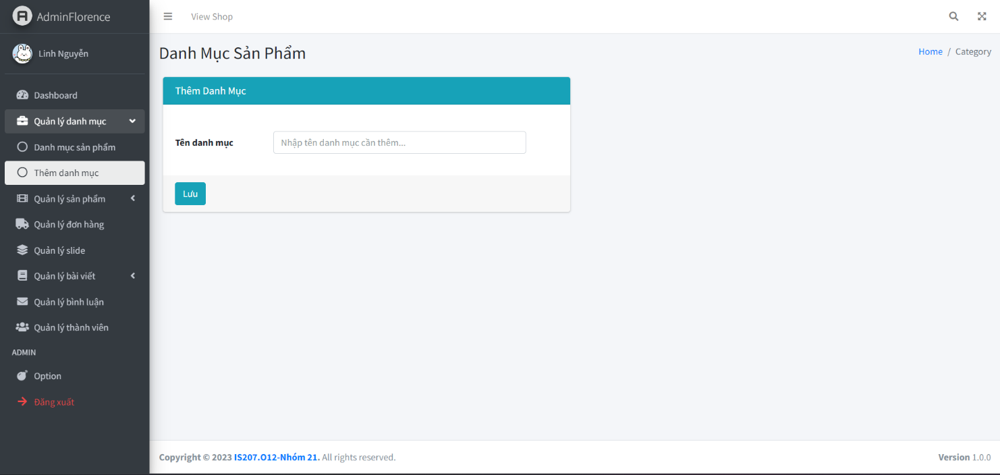 AdminFlorence
Linh Nguyễn
Dashboard
Quản lý danh mục
Danh mục sản phẩm
Thêm danh mục
Quản lý sản phẩm
Quản lý đơn hàng
Quản lý slide
Quản lý bài viết
Quản lý bình luận
Quản lý thành viên
ADMIN
Option
Đăng xuất
View Shop
Danh Mục Sản Phẩm
Home / Category
Thêm Danh Mục
Tên danh mục
Nhập tên danh mục cần thêm...
Lưu
Copyright © 2023 IS207.O12-Nhóm 21. All rights reserved.
Version 1.0.0